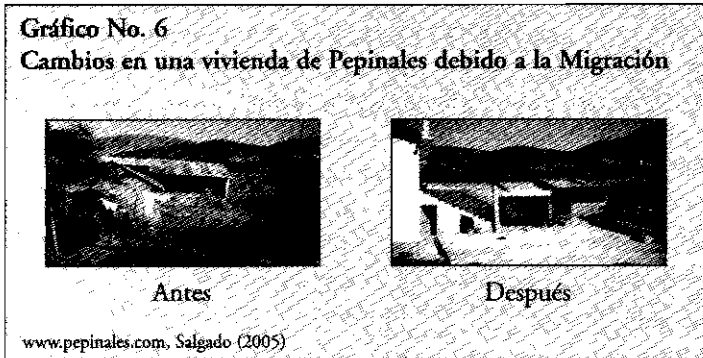 Gráfico No. 6
Cambios en una vivienda de Pepinales debido a la Migración
Antes
Después
www.pepinales.com, Salgado (2005)